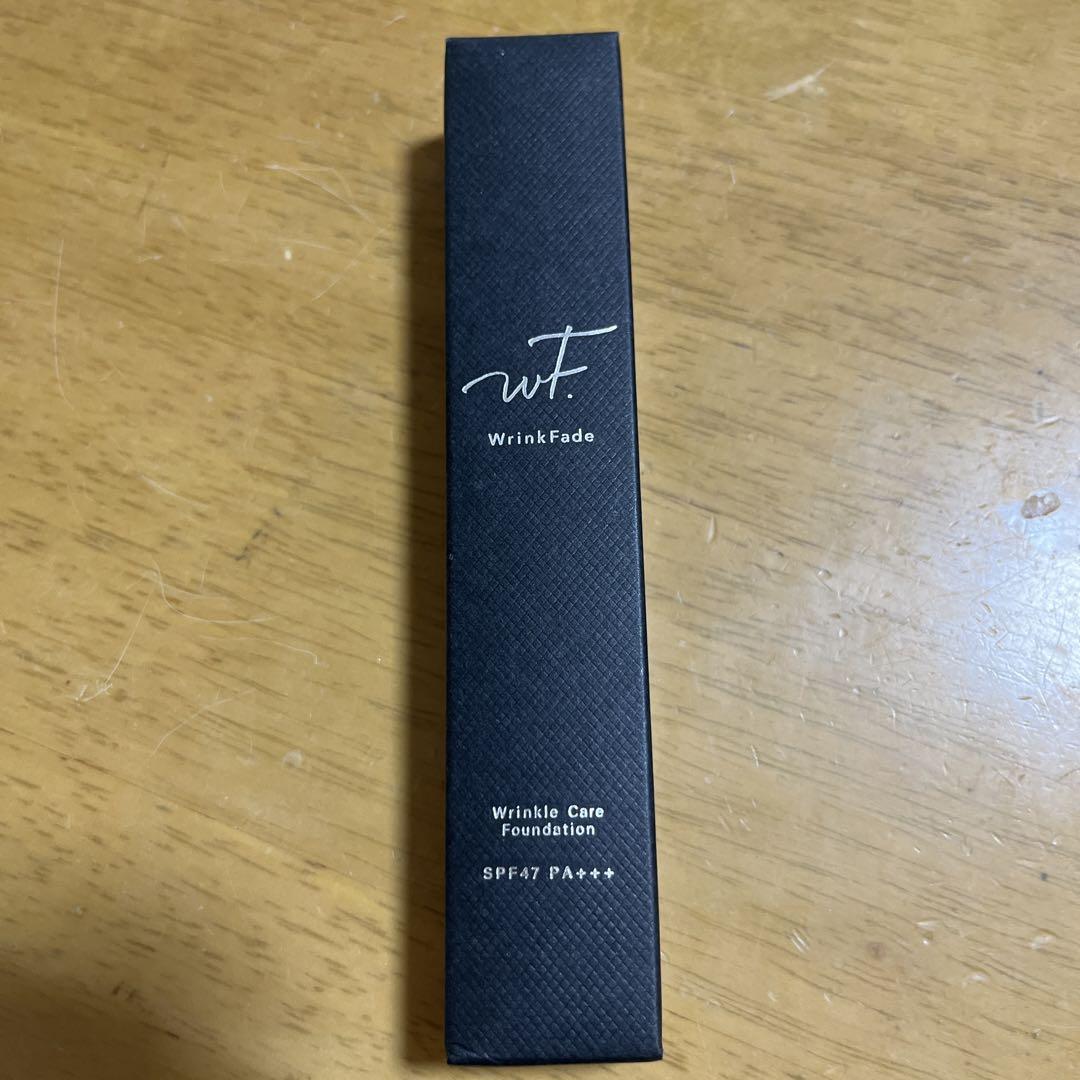 wF.
WrinkFade
Wrinkle Care
Foundation
SPF47 PA+++